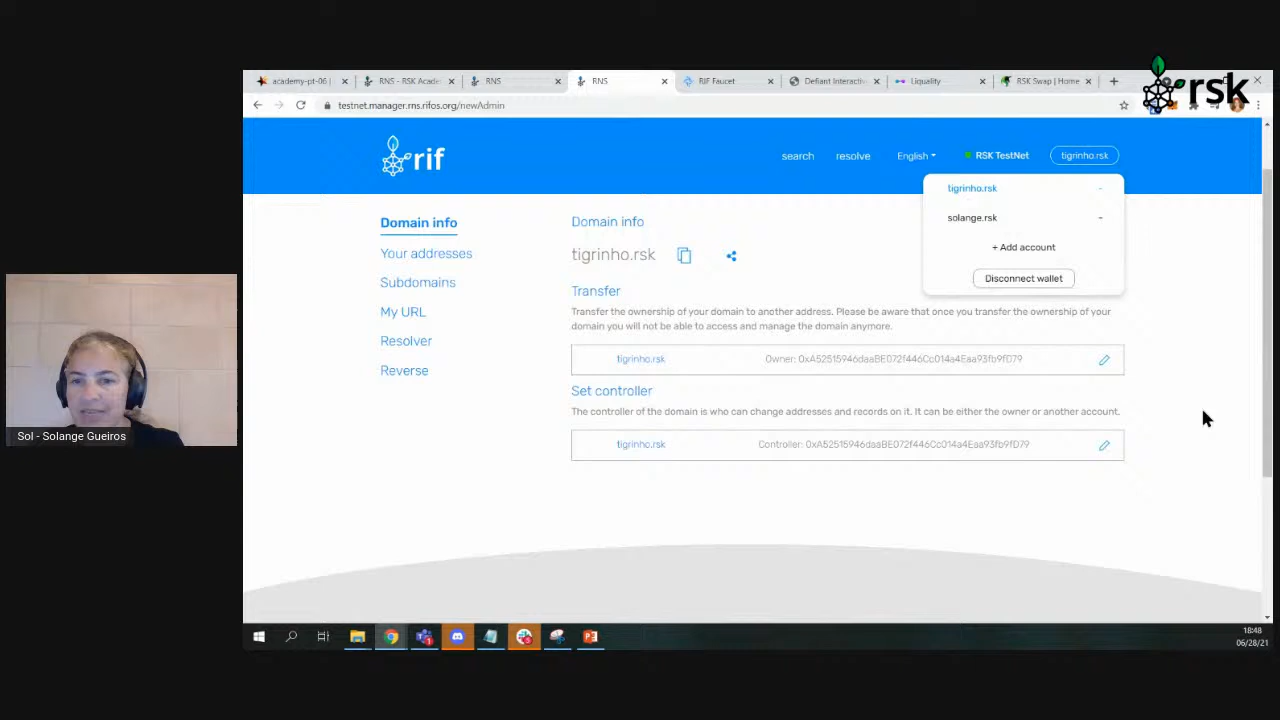 academy-pt-06 |
RNS - RSK Acade
RNS
RNS
RIF Faucet
Defiant Interactiv
Liquality
RSK Swap | Home
rsk
testnet.manager.rns.rifos.org/newAdmin
rif
search
resolve
English
RSK TestNet
tigrinho.rsk
tigrinho.rsk
-
solange.rsk
-
+ Add account
Disconnect wallet
Domain info
Your addresses
Subdomains
My URL
Resolver
Reverse
Domain info
tigrinho.rsk
Transfer
Transfer the ownership of your domain to another address. Please be aware that once you transfer the ownership of your
domain you will not be able to access and manage the domain anymore.
tigrinho.rsk
Owner: 0xA52515946daaBE072f446Cc014a4Eaa93fb9fD79
Set controller
The controller of the domain is who can change addresses and records on it. It can be either the owner or another account.
tigrinho.rsk
Controller: 0xA52515946daaBE072f446Cc014a4Eaa93fb9fD79
Sol - Solange Gueiros
18:48
06/28/21